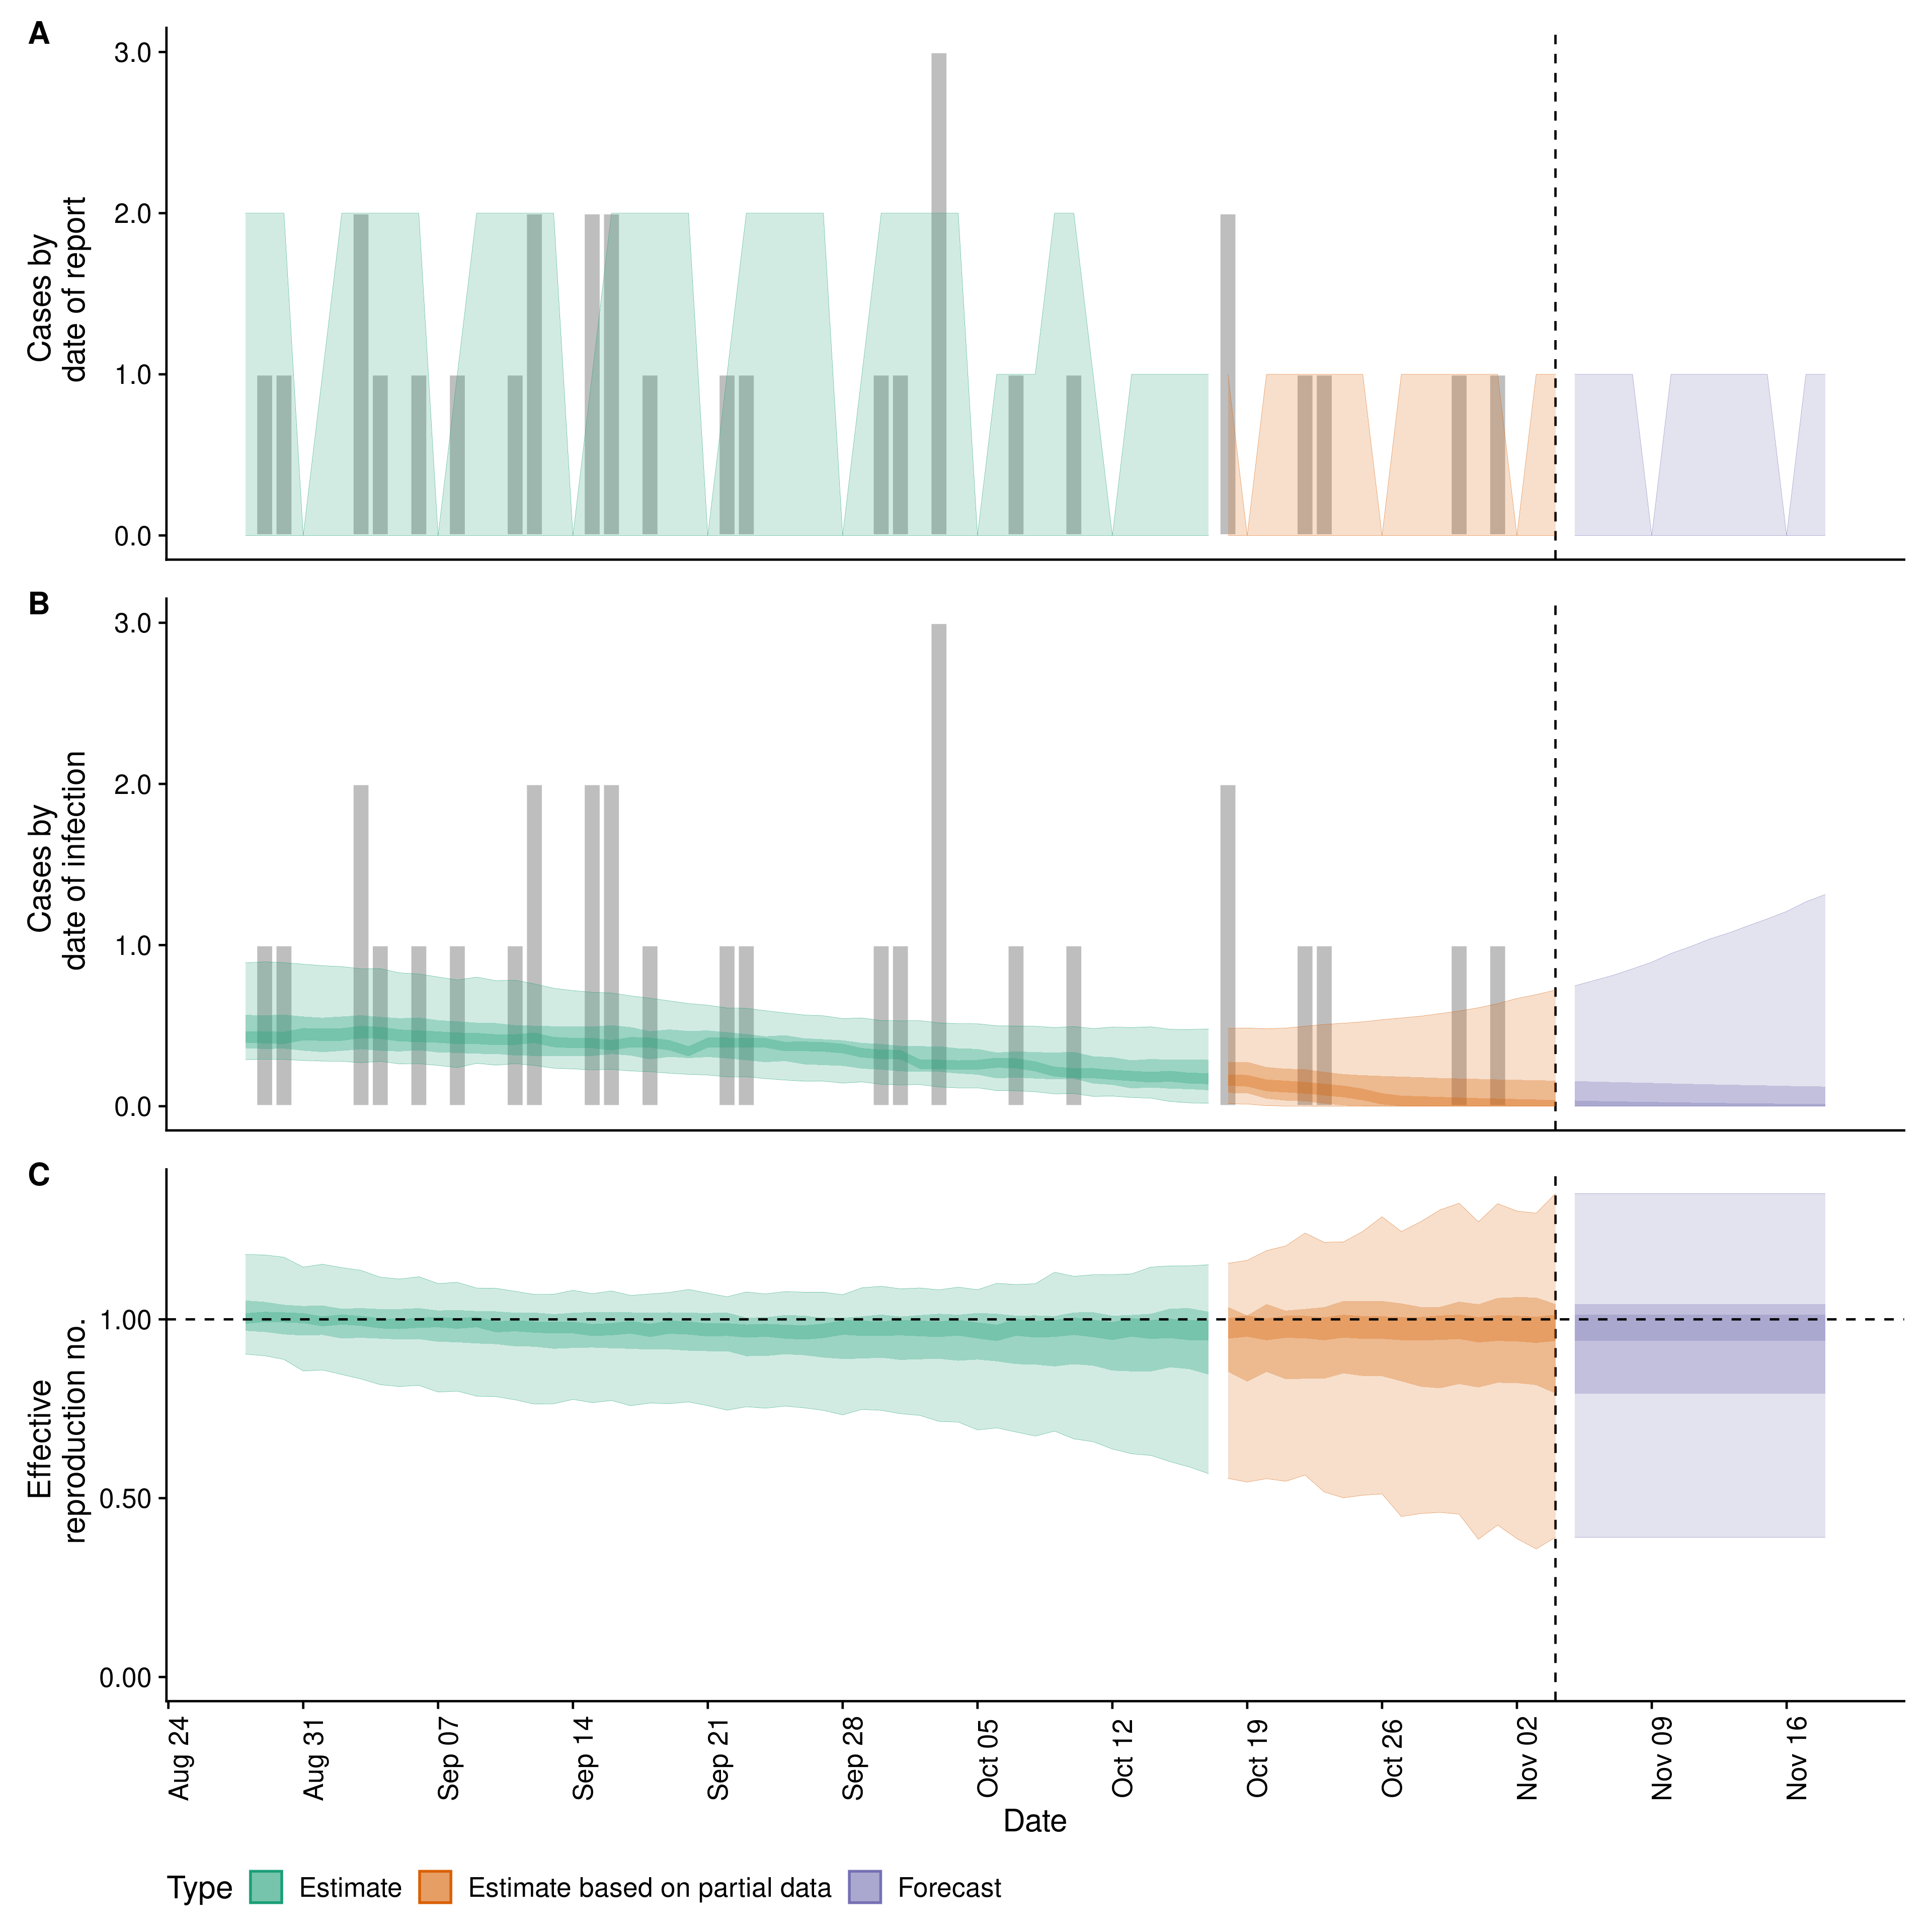 A
3.0
2.0
1.0
0.0
Cases by
date of report
B
3.0
2.0
1.0
0.0
Cases by
date of infection
C
1.00
0.50
0.00
Effective
reproduction no.
Aug 24
Aug 31
Sep 07
Sep 14
Sep 21
Sep 28
Oct 05
Oct 12
Oct 19
Oct 26
Nov 02
Nov 09
Nov 16
Date
Type Estimate Estimate based on partial data Forecast